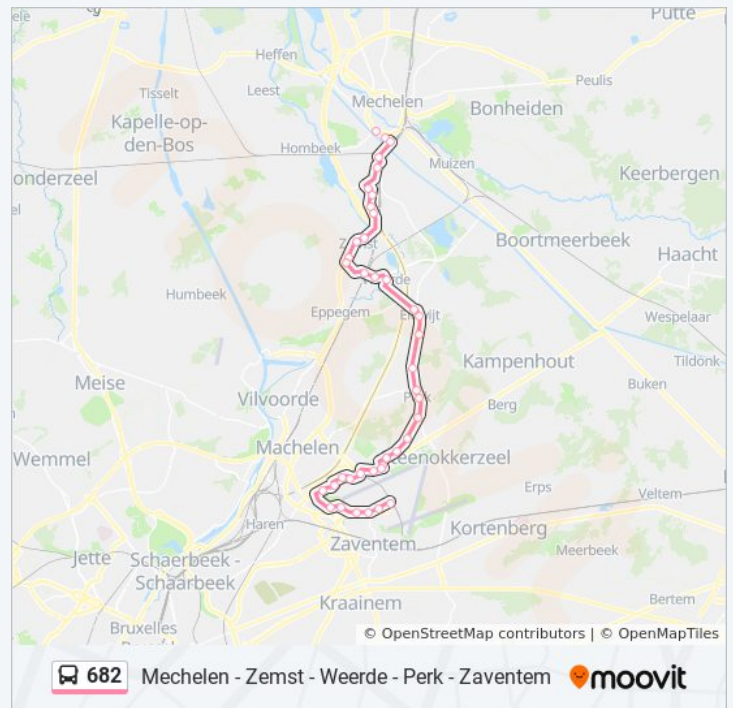 Putte
Heffen
Tisselt
Leest
Mechelen
Peulis
Bonheiden
Kapelle-op-
den-Bos
Hombeek
Muizen
onderzeel
Keerbergen
el
Boortmeerbeek
Haacht
Humbeek
Eppegem
Wespelaar
Kampenhout
Tildonk
Meise
Buken
Vilvoorde
Berg
Machelen
Wemmel
teenokkerzeel
Erps
Veltem
Haren
Kortenberg
Zaventem
Meerbeek
Jette
Schaerbeek -
Schaarbeek
Bertem
Kraainem
Bruxelles
© OpenStreetMap contributors | © OpenMapTiles
682 Mechelen - Zemst - Weerde - Perk - Zaventem moovit